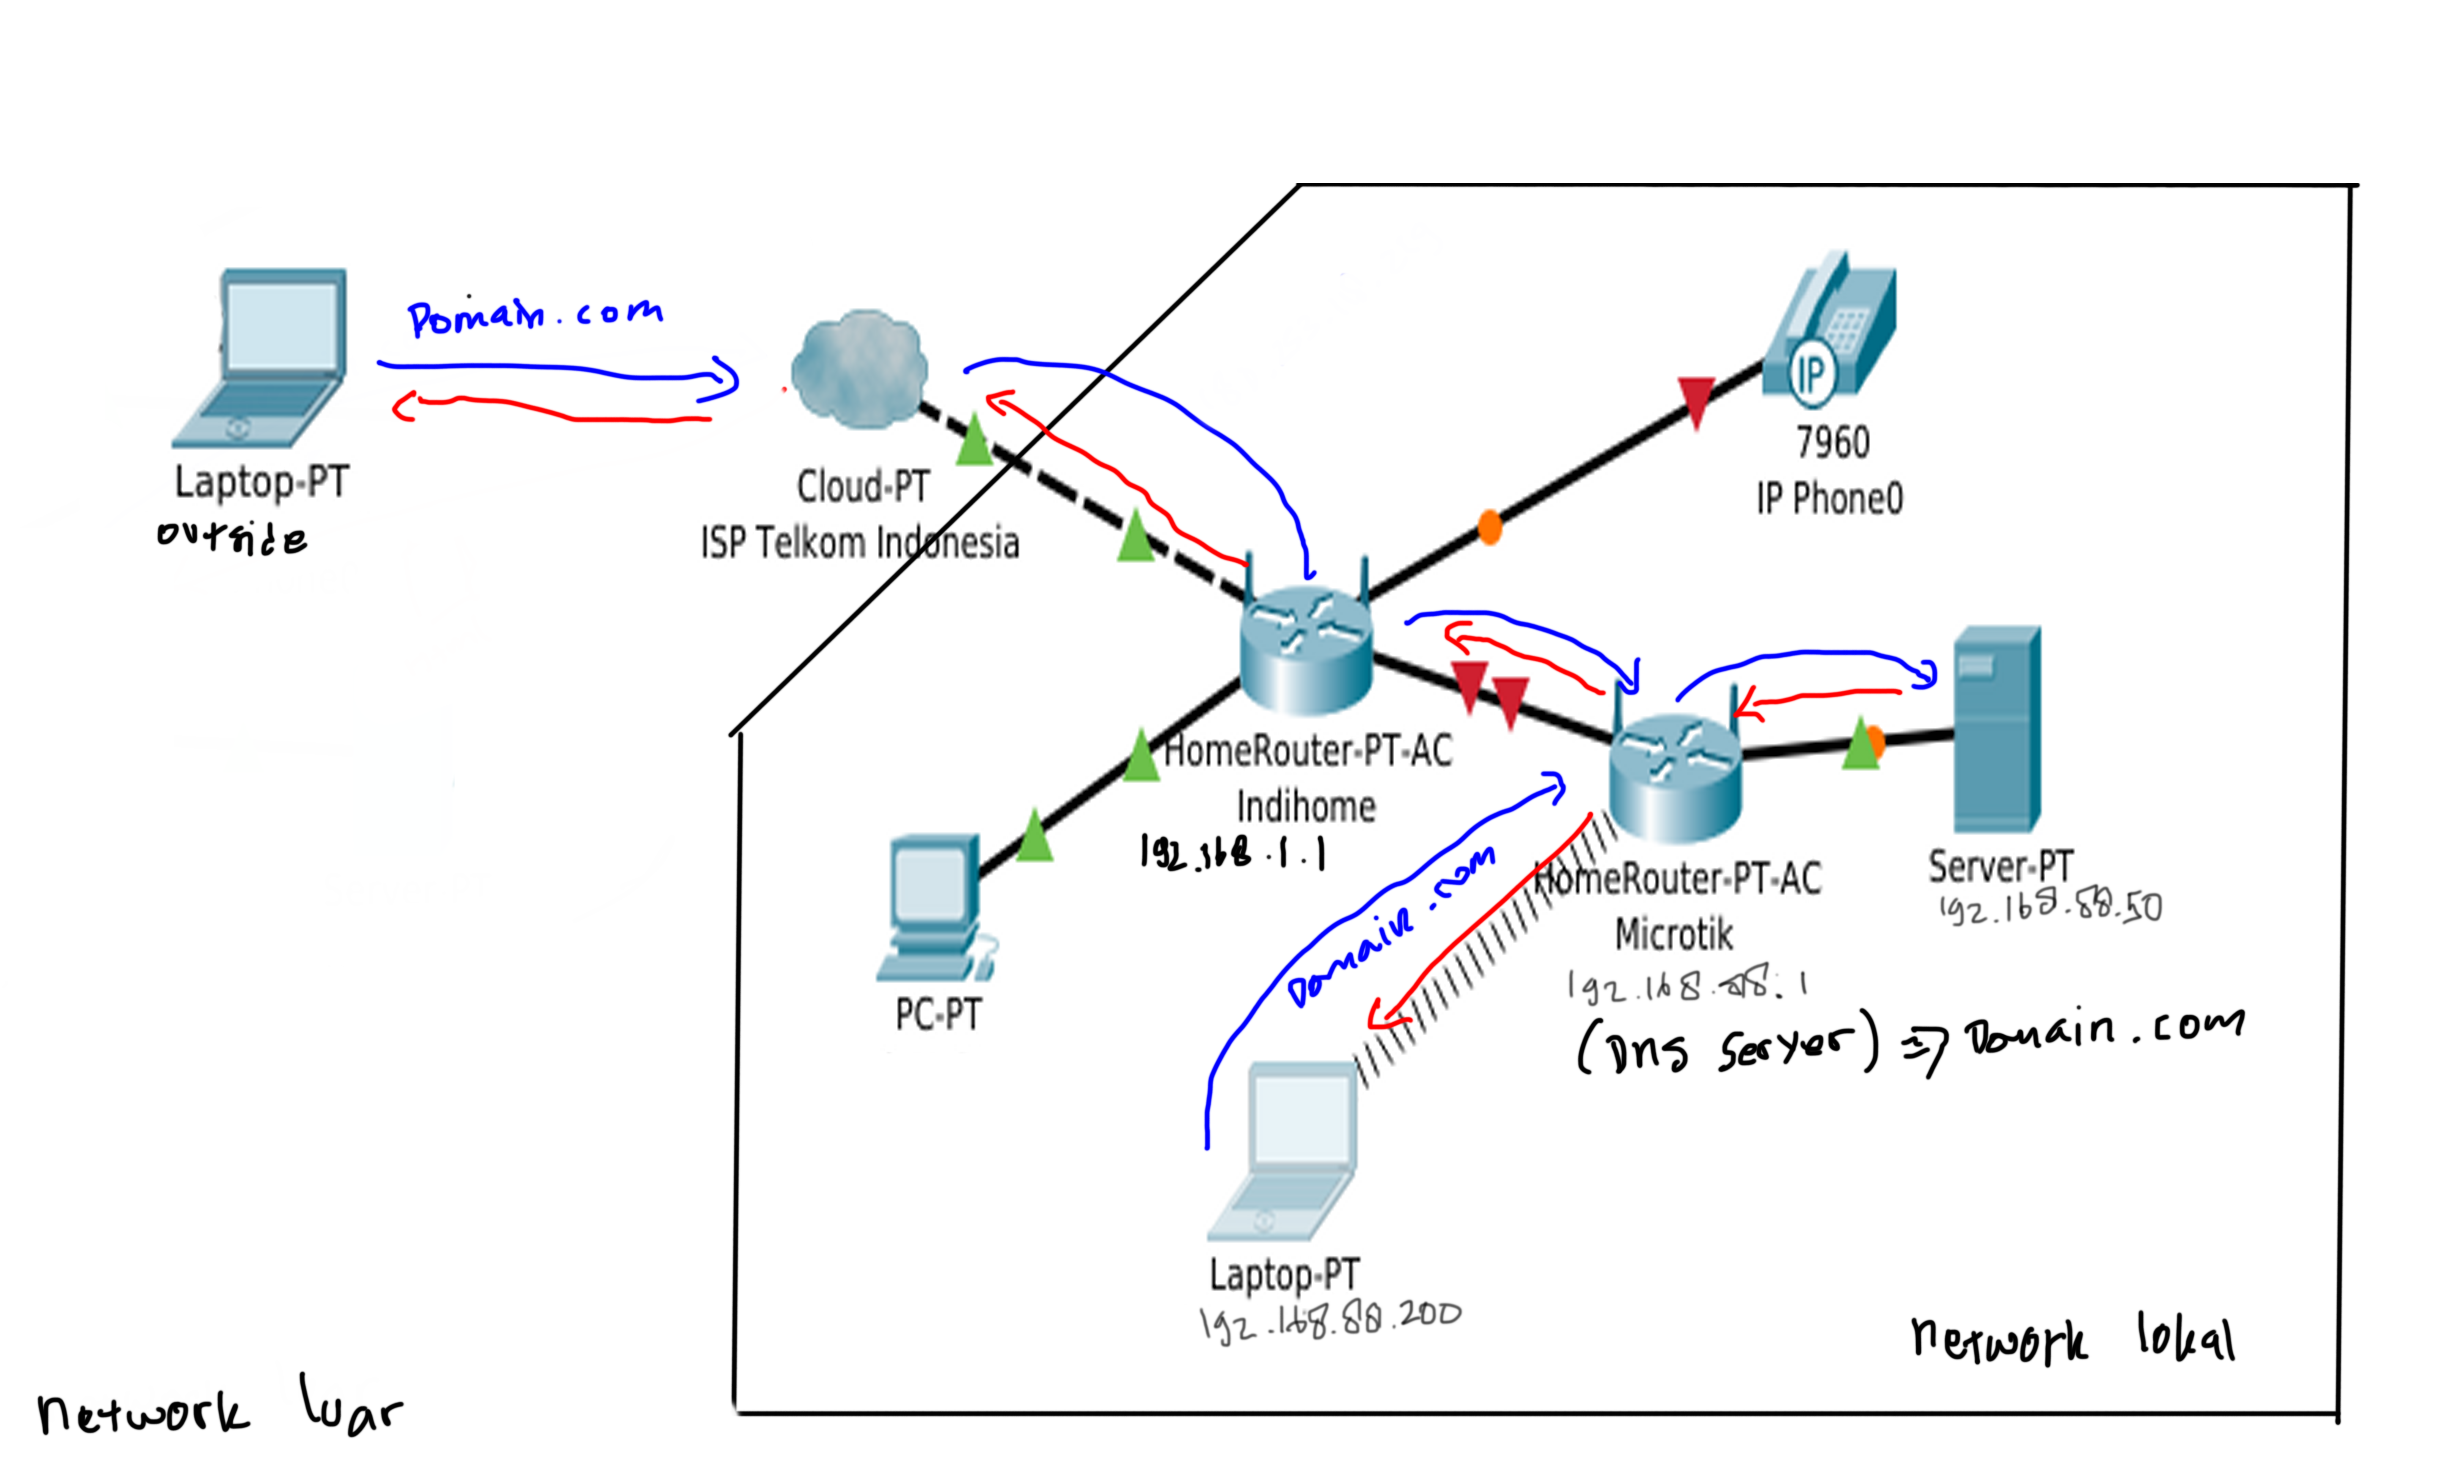 Domain.com
Laptop-PT
outside
Cloud-PT
ISP Telkom Indonesia
IP
7960
IP Phone0
HomeRouter-PT-AC
Indihome
192.168.1.1
PC-PT
Domain.com
HomeRouter-PT-AC
Microtik
192.168.88.1
(DNS Server) => Domain.com
Server-PT
192.168.88.50
Laptop-PT
192.168.88.200
network lokal
network luar